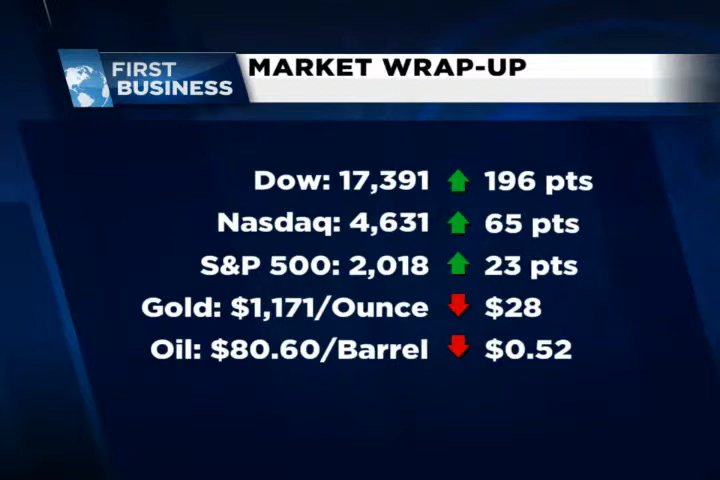 FIRST
BUSINESS
MARKET WRAP-UP
Dow: 17,391 196 pts
Nasdaq: 4,631 65 pts
S&P 500: 2,018 23 pts
Gold: $1,171/Ounce $28
Oil: $80.60/Barrel $0.52